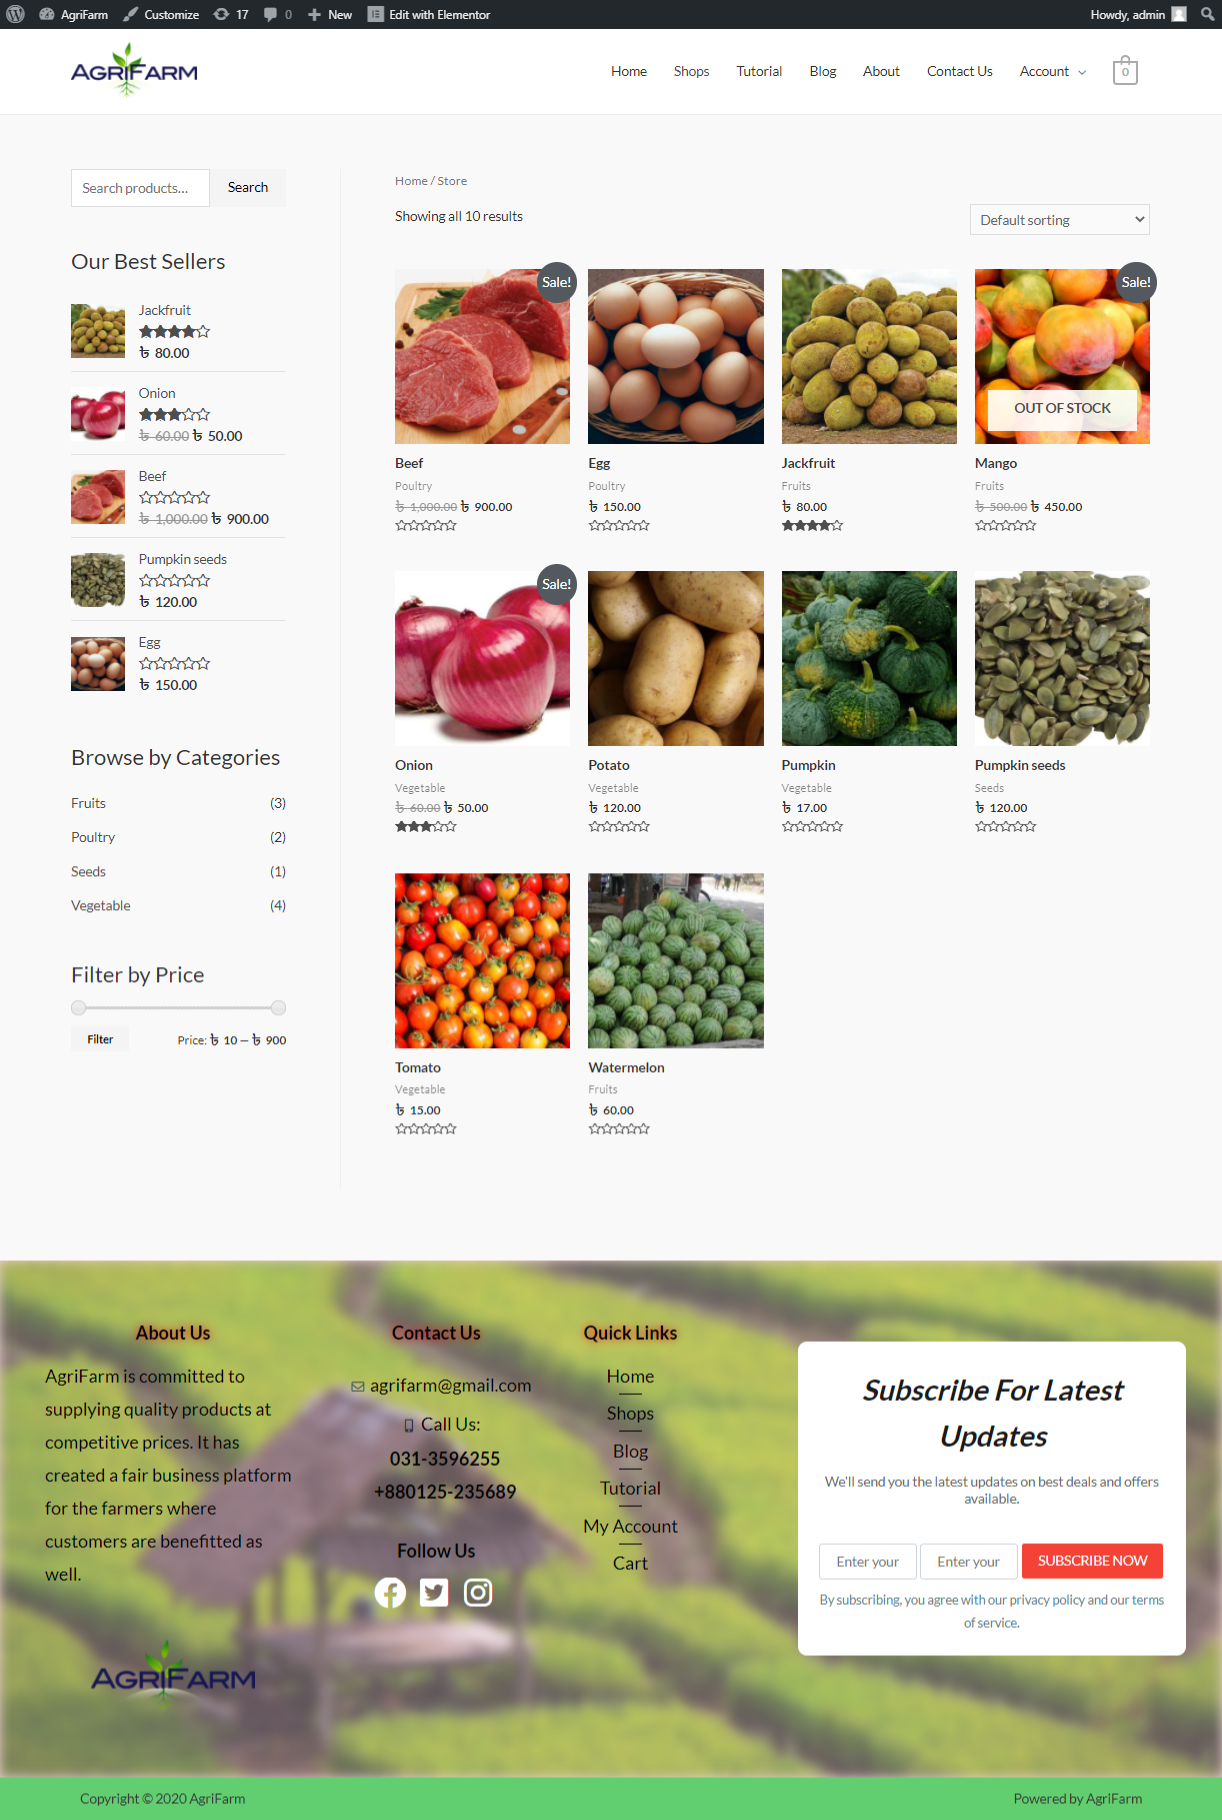 AgriFarm Customize 17 0 New Edit with Elementor Howdy, admin
AGRIFARM
Home Shops Tutorial Blog About Contact Us Account 0
Search products... Search
Our Best Sellers
Jackfruit
৳ 80.00
Onion
৳ 60.00 ৳ 50.00
Beef
৳ 1,000.00 ৳ 900.00
Pumpkin seeds
৳ 120.00
Egg
৳ 150.00
Browse by Categories
Fruits (3)
Poultry (2)
Seeds (1)
Vegetable (4)
Filter by Price
Filter Price: ৳ 10 — ৳ 900
Home / Store
Showing all 10 results Default sorting
Sale!
Beef
Poultry
৳ 1,000.00 ৳ 900.00
Egg
Poultry
৳ 150.00
Jackfruit
Fruits
৳ 80.00
Sale!
OUT OF STOCK
Mango
Fruits
৳ 500.00 ৳ 450.00
Sale!
Onion
Vegetable
৳ 60.00 ৳ 50.00
Potato
Vegetable
৳ 120.00
Pumpkin
Vegetable
৳ 17.00
Pumpkin seeds
Seeds
৳ 120.00
Tomato
Vegetable
৳ 15.00
Watermelon
Fruits
৳ 60.00
About Us
AgriFarm is committed to
supplying quality products at
competitive prices. It has
created a fair business platform
for the farmers where
customers are benefitted as
well.
AGRIFARM
Contact Us
agrifarm@gmail.com
Call Us:
031-3596255
+880125-235689
Follow Us
Quick Links
Home
Shops
Blog
Tutorial
My Account
Cart
Subscribe For Latest
Updates
We'll send you the latest updates on best deals and offers
available.
Enter your Enter your SUBSCRIBE NOW
By subscribing, you agree with our privacy policy and our terms
of service.
Copyright © 2020 AgriFarm Powered by AgriFarm